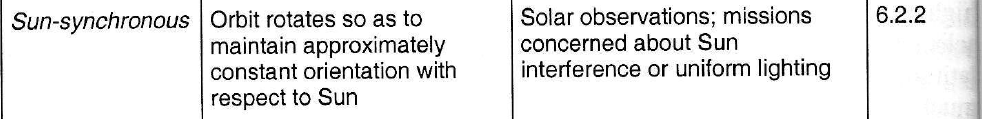 Sun-synchronous
Orbit rotates so as to
maintain approximately
constant orientation with
respect to Sun
Solar observations; missions
concerned about Sun
interference or uniform lighting
6.2.2